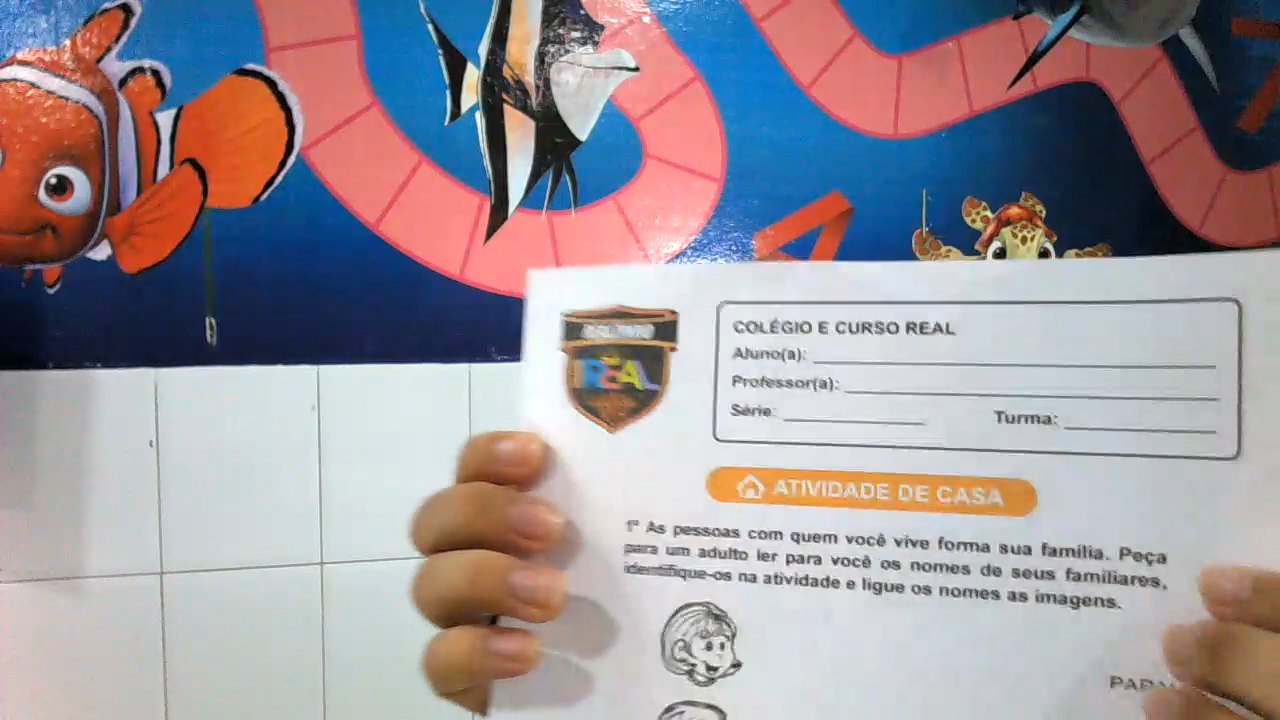 REAL
COLÉGIO E CURSO REAL
Aluno(a):
Professor(a):
Série: Turma:
ATIVIDADE DE CASA
1º As pessoas com quem você vive forma sua família. Peça
para um adulto ler para você os nomes de seus familiares,
identifique-os na atividade e ligue os nomes as imagens.